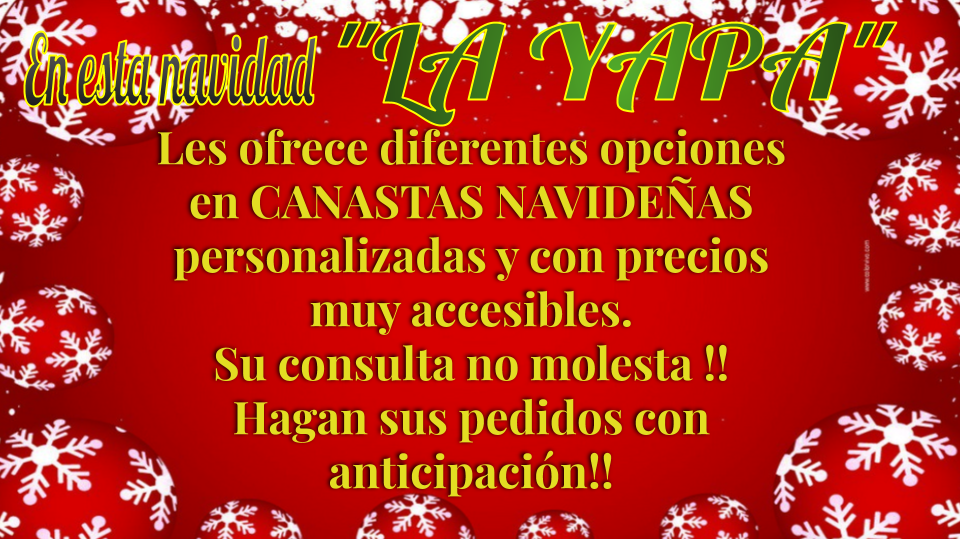 En esta navidad "LA YAPA"
Les ofrece diferentes opciones
en CANASTAS NAVIDEÑAS
personalizadas y con precios
muy accesibles.
Su consulta no molesta !!
Hagan sus pedidos con
anticipación!!